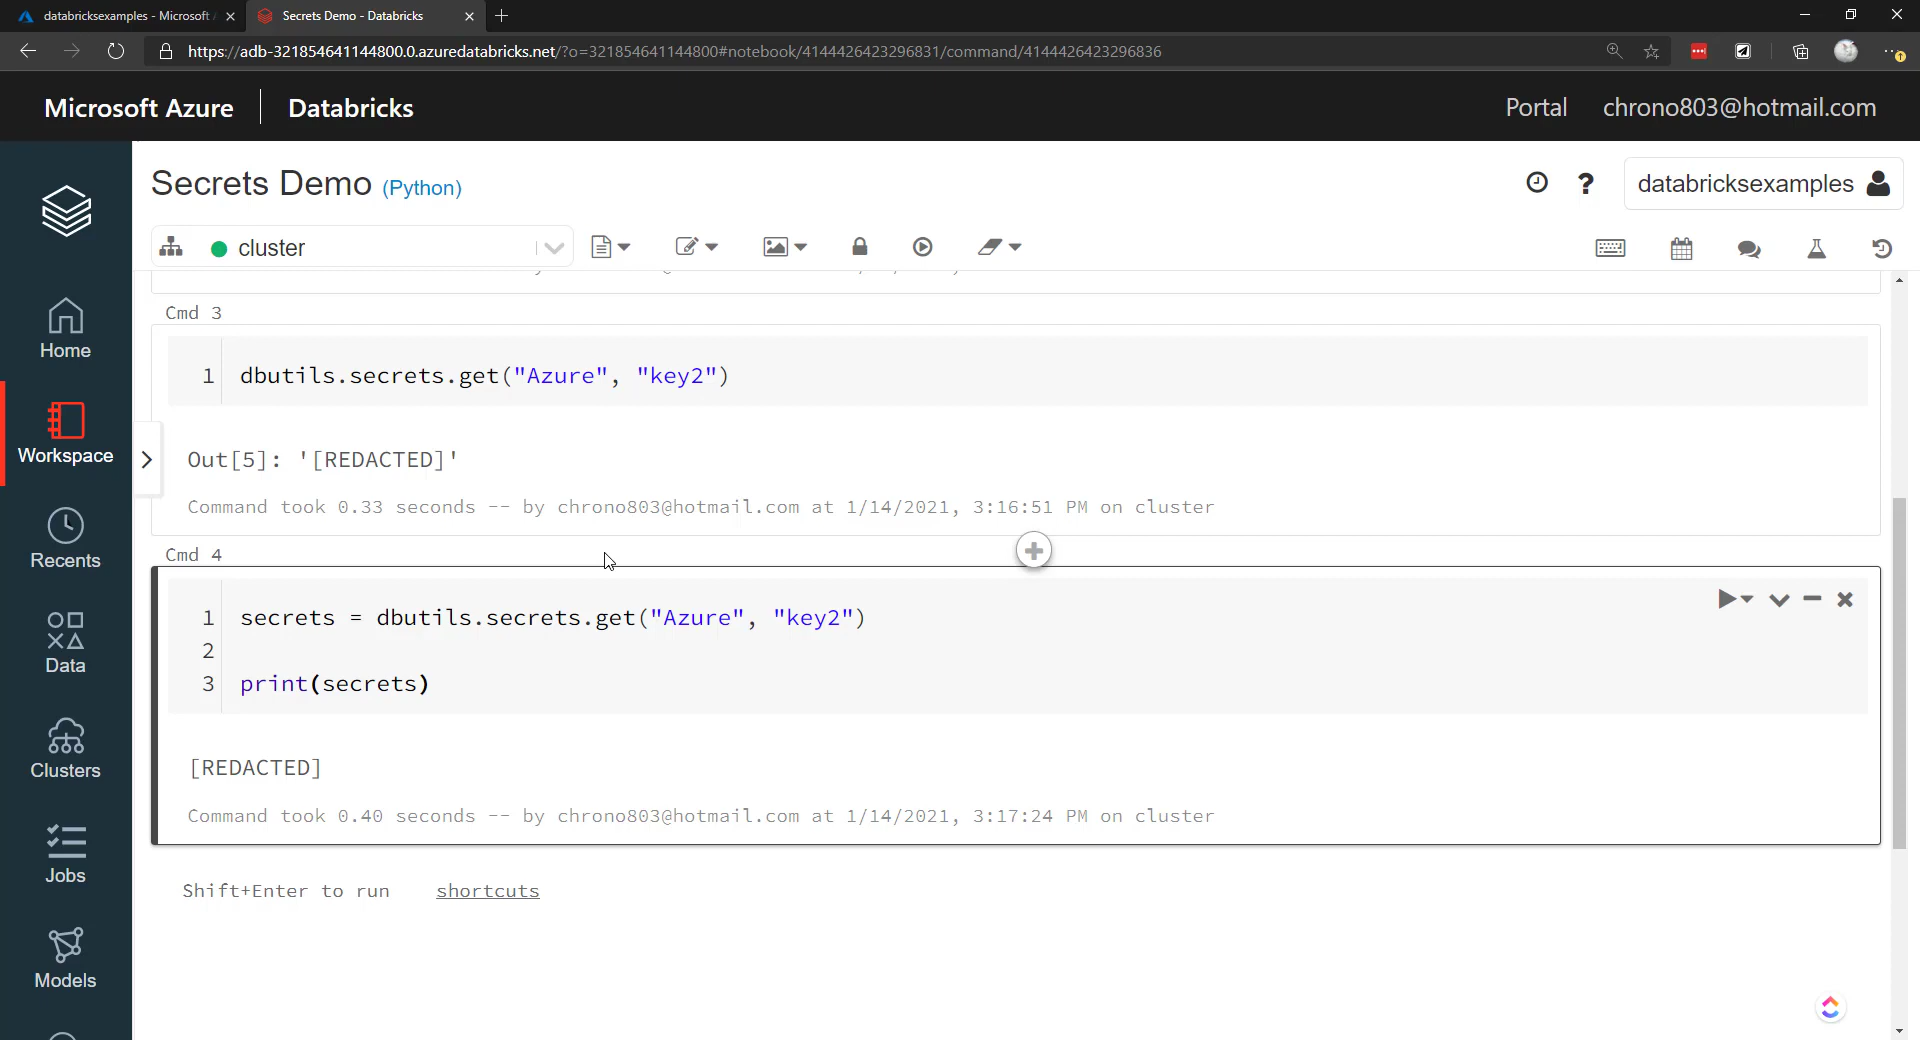 databricksexamples - Microsoft
Secrets Demo - Databricks
https://adb-321854641144800.0.azuredatabricks.net/?o=321854641144800#notebook/4144426423296831/command/4144426423296836
Microsoft Azure | Databricks
Portal chrono803@hotmail.com
Secrets Demo (Python)
databricksexamples
cluster
Home
Workspace
Recents
Data
Clusters
Jobs
Models
Cmd 3
1 dbutils.secrets.get("Azure", "key2")
Out[5]: '[REDACTED]'
Command took 0.33 seconds -- by chrono803@hotmail.com at 1/14/2021, 3:16:51 PM on cluster
Cmd 4
1 secrets = dbutils.secrets.get("Azure", "key2")
2
3 print(secrets)
[REDACTED]
Command took 0.40 seconds -- by chrono803@hotmail.com at 1/14/2021, 3:17:24 PM on cluster
Shift+Enter to run shortcuts